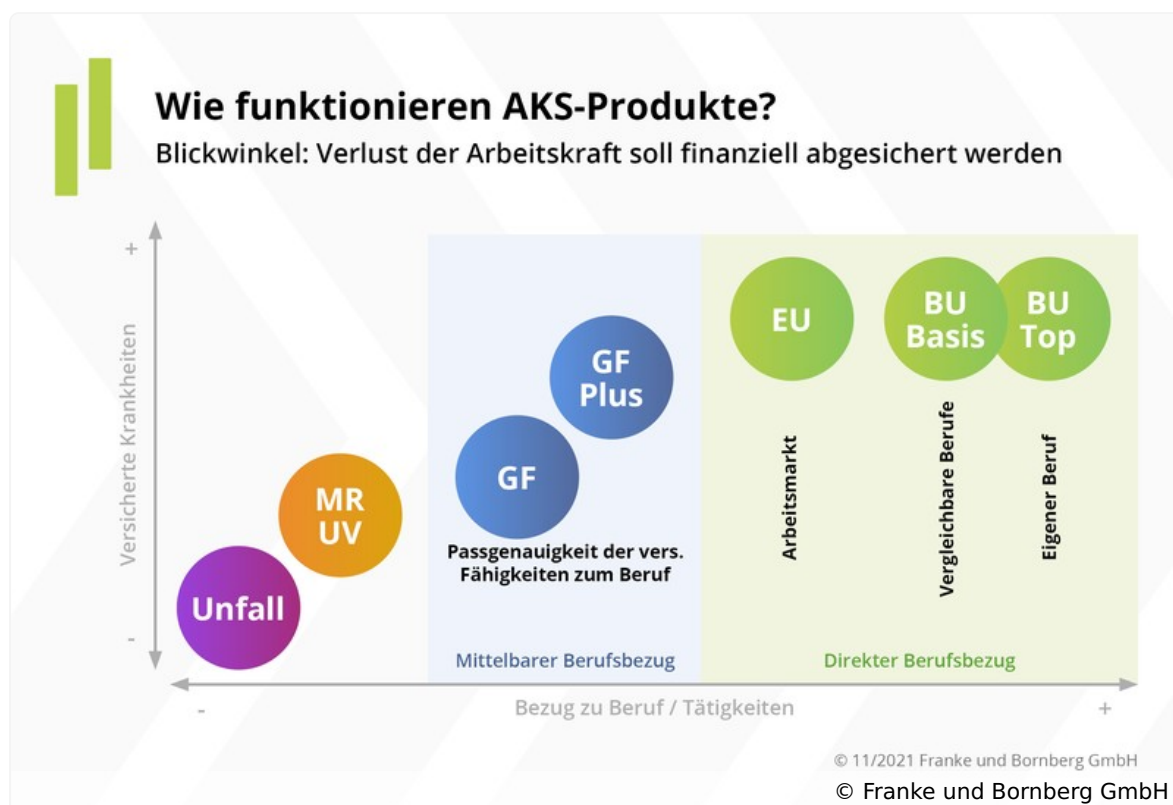 Wie funktionieren AKS-Produkte?
Blickwinkel: Verlust der Arbeitskraft soll finanziell abgesichert werden
+
Versicherte Krankheiten
-
Unfall
MR
UV
GF
GF
Plus
Passgenauigkeit der vers.
Fähigkeiten zum Beruf
Mittelbarer Berufsbezug
EU
BU
Basis
BU
Top
Arbeitsmarkt
Vergleichbare Berufe
Eigener Beruf
Direkter Berufsbezug
-
Bezug zu Beruf / Tätigkeiten
+
© 11/2021 Franke und Bornberg GmbH
© Franke und Bornberg GmbH